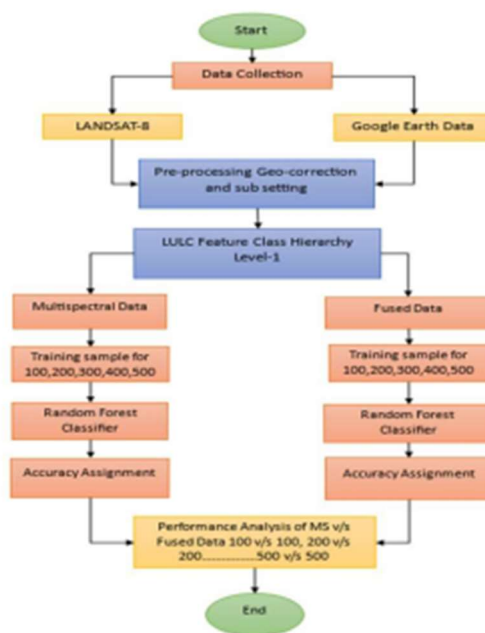 Start
Data Collection
LANDSAT-8
Google Earth Data
Pre-processing Geo-correction
and sub setting
LULC Feature Class Hierarchy
Level-1
Multispectral Data
Training sample for
100,200,300,400,500
Random Forest
Classifier
Accuracy Assignment
Fused Data
Training sample for
100,200,300,400,500
Random Forest
Classifier
Accuracy Assignment
Performance Analysis of MS v/s
Fused Data 100 v/s 100, 200 v/s
200...............500 v/s 500
End